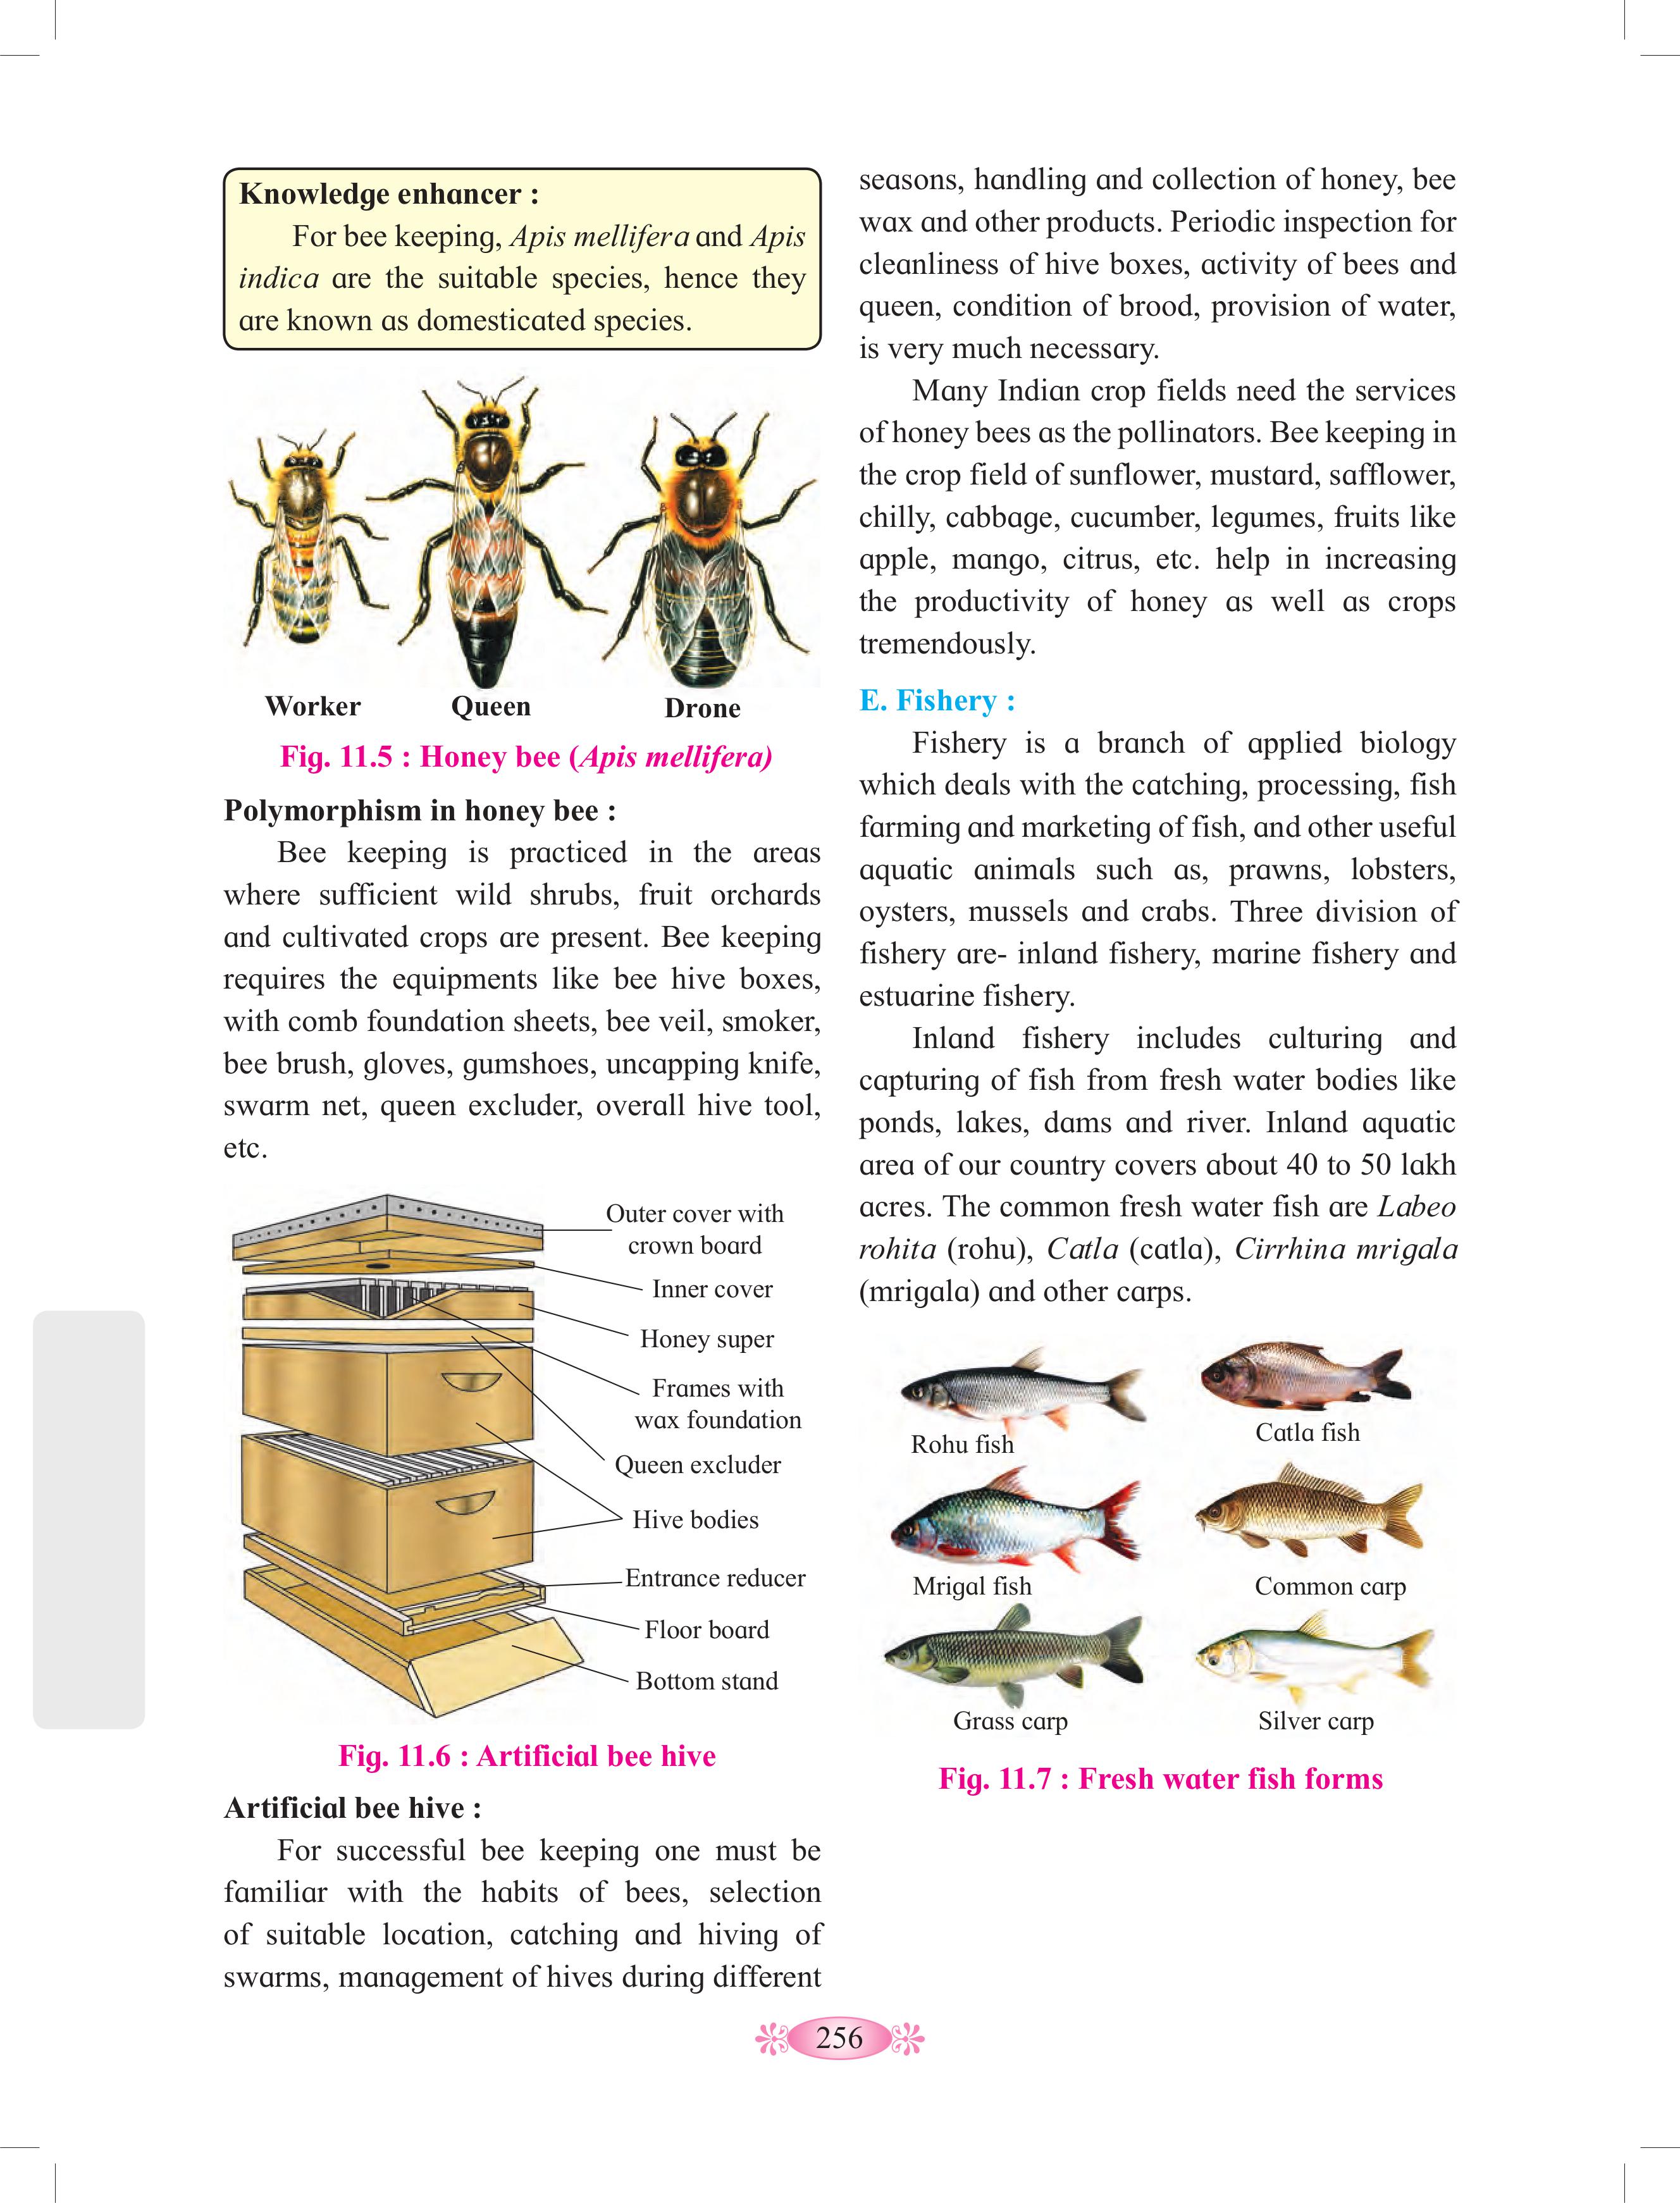 Knowledge enhancer :
For bee keeping, Apis mellifera and Apis
indica are the suitable species, hence they
are known as domesticated species.
Worker
Queen
Drone
Fig. 11.5 : Honey bee (Apis mellifera)
Polymorphism in honey bee :
Bee keeping is practiced in the areas
where sufficient wild shrubs, fruit orchards
and cultivated crops are present. Bee keeping
requires the equipments like bee hive boxes,
with comb foundation sheets, bee veil, smoker,
bee brush, gloves, gumshoes, uncapping knife,
swarm net, queen excluder, overall hive tool,
etc.
Outer cover with
crown board
Inner cover
Honey super
Frames with
wax foundation
Queen excluder
Hive bodies
Entrance reducer
Floor board
Bottom stand
Fig. 11.6 : Artificial bee hive
Artificial bee hive :
For successful bee keeping one must be
familiar with the habits of bees, selection
of suitable location, catching and hiving of
swarms, management of hives during different
seasons, handling and collection of honey, bee
wax and other products. Periodic inspection for
cleanliness of hive boxes, activity of bees and
queen, condition of brood, provision of water,
is very much necessary.
Many Indian crop fields need the services
of honey bees as the pollinators. Bee keeping in
the crop field of sunflower, mustard, safflower,
chilly, cabbage, cucumber, legumes, fruits like
apple, mango, citrus, etc. help in increasing
the productivity of honey as well as crops
tremendously.
E. Fishery :
Fishery is a branch of applied biology
which deals with the catching, processing, fish
farming and marketing of fish, and other useful
aquatic animals such as, prawns, lobsters,
oysters, mussels and crabs. Three division of
fishery are- inland fishery, marine fishery and
estuarine fishery.
Inland fishery includes culturing and
capturing of fish from fresh water bodies like
ponds, lakes, dams and river. Inland aquatic
area of our country covers about 40 to 50 lakh
acres. The common fresh water fish are Labeo
rohita (rohu), Catla (catla), Cirrhina mrigala
(mrigala) and other carps.
Rohu fish
Catla fish
Mrigal fish
Common carp
Grass carp
Silver carp
Fig. 11.7 : Fresh water fish forms
256